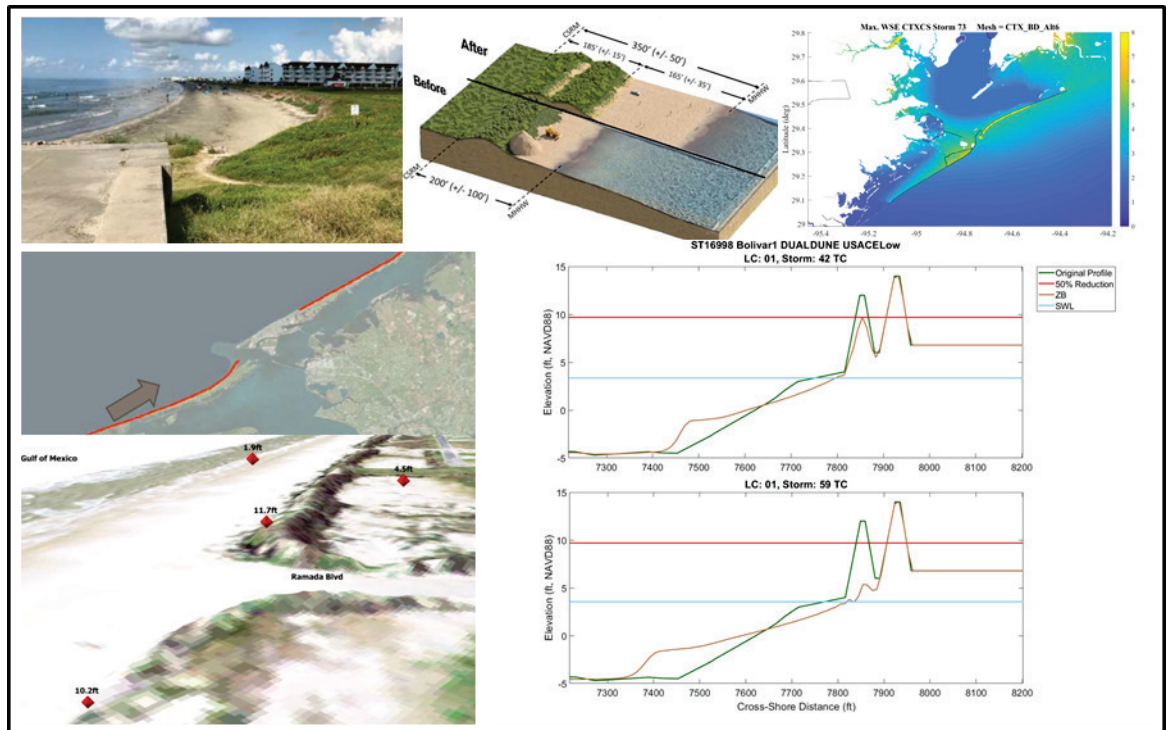 After
Before
CSRM
350' (+/- 50')
185' (+/- 15')
165' (+/- 35')
MHHW
CSRM
200' (+/- 100')
MHHW
Max. WSE CTXCS Storm 73 Mesh = CTX_BD_Alt6
Latitude (deg)
29.8
29.7
29.6
29.5
29.4
29.3
29.2
29.1
29
-95.4
-95.2
-95
-94.8
-94.6
-94.4
-94.2
8
7
6
5
4
3
2
1
0
ST16998 Bolivar1 DUALDUNE USACELow
LC: 01, Storm: 42 TC
Elevation (ft, NAVD88)
15
10
5
0
-5
7300 7400 7500 7600 7700 7800 7900 8000 8100 8200
Original Profile
50% Reduction
ZB
SWL
LC: 01, Storm: 59 TC
Elevation (ft, NAVD88)
15
10
5
0
-5
7300 7400 7500 7600 7700 7800 7900 8000 8100 8200
Cross-Shore Distance (ft)
Gulf of Mexico
1.9ft
4.5ft
11.7ft
Ramada Blvd
10.2ft